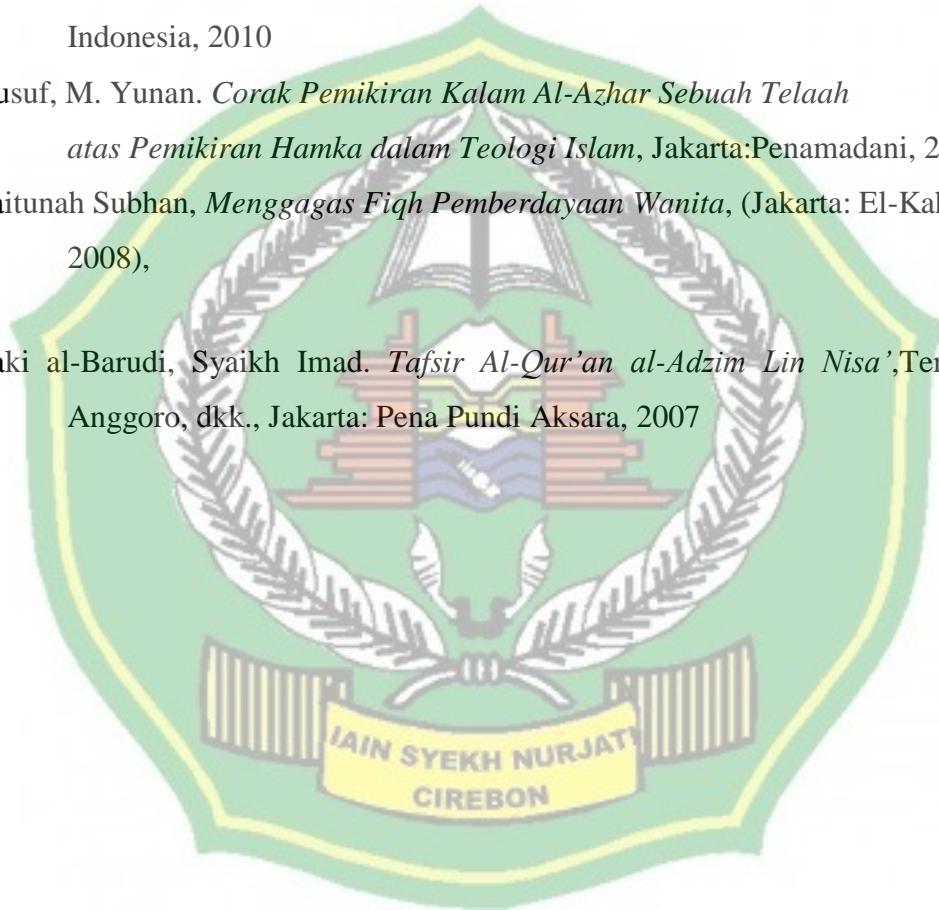 Indonesia, 2010
usuf, M. Yunan. Corak Pemikiran Kalam Al-Azhar Sebuah Telaah
atas Pemikiran Hamka dalam Teologi Islam, Jakarta:Penamadani, 2
itunah Subhan, Menggagas Fiqh Pemberdayaan Wanita, (Jakarta: El-Kal
2008),
ki al-Barudi, Syaikh Imad. Tafsir Al-Qur’an al-Adzim Lin Nisa’,Ter
Anggoro, dkk., Jakarta: Pena Pundi Aksara, 2007
IAIN SYEKH NURJATI
CIREBON